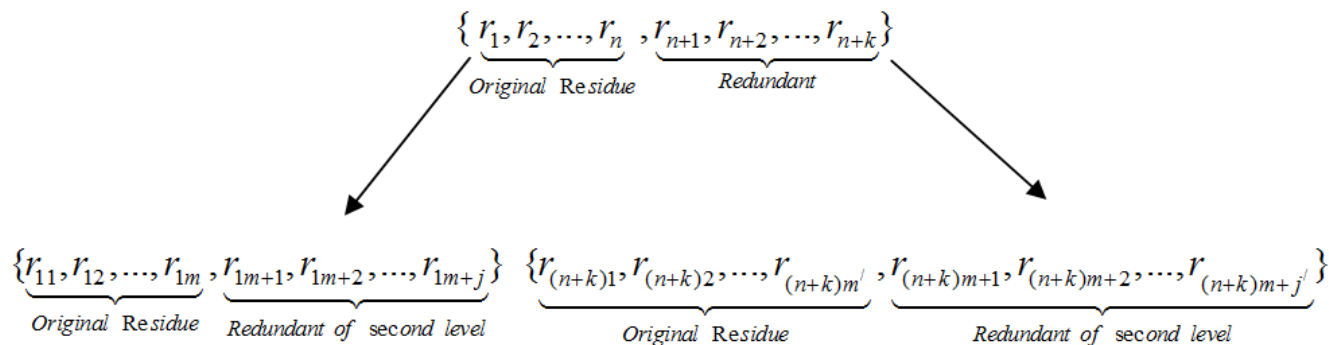 { r₁, r₂, ..., rₙ , rₙ₊₁, rₙ₊₂, ..., rₙ₊ₖ}
Original Residue Redundant
{r₁₁, r₁₂, ..., r₁ₘ , r₁ₘ₊₁, r₁ₘ₊₂, ..., r₁ₘ₊ⱼ} {r₍ₙ₊ₖ₎₁, r₍ₙ₊ₖ₎₂, ..., r₍ₙ₊ₖ₎ₘ′ , r₍ₙ₊ₖ₎ₘ₊₁, r₍ₙ₊ₖ₎ₘ₊₂, ..., r₍ₙ₊ₖ₎ₘ₊ⱼ′}
Original Residue Redundant of second level Original Residue Redundant of second level